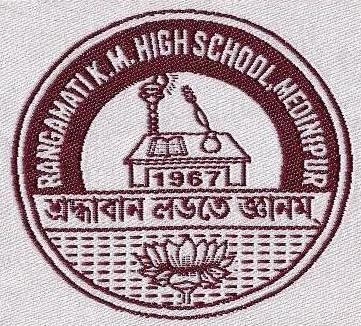 RANGAMATI K. M. HIGH SCHOOL, MEDINIPUR
1967
শ্রদ্ধাবান লভতে জ্ঞানম্